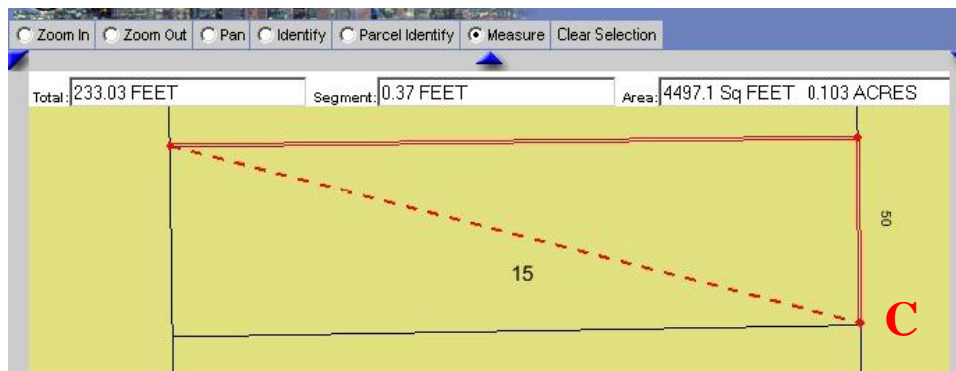 Zoom In Zoom Out Pan Identify Parcel Identify Measure Clear Selection
Total: 233.03 FEET Segment: 0.37 FEET Area: 4497.1 Sq FEET 0.103 ACRES
50
15
C